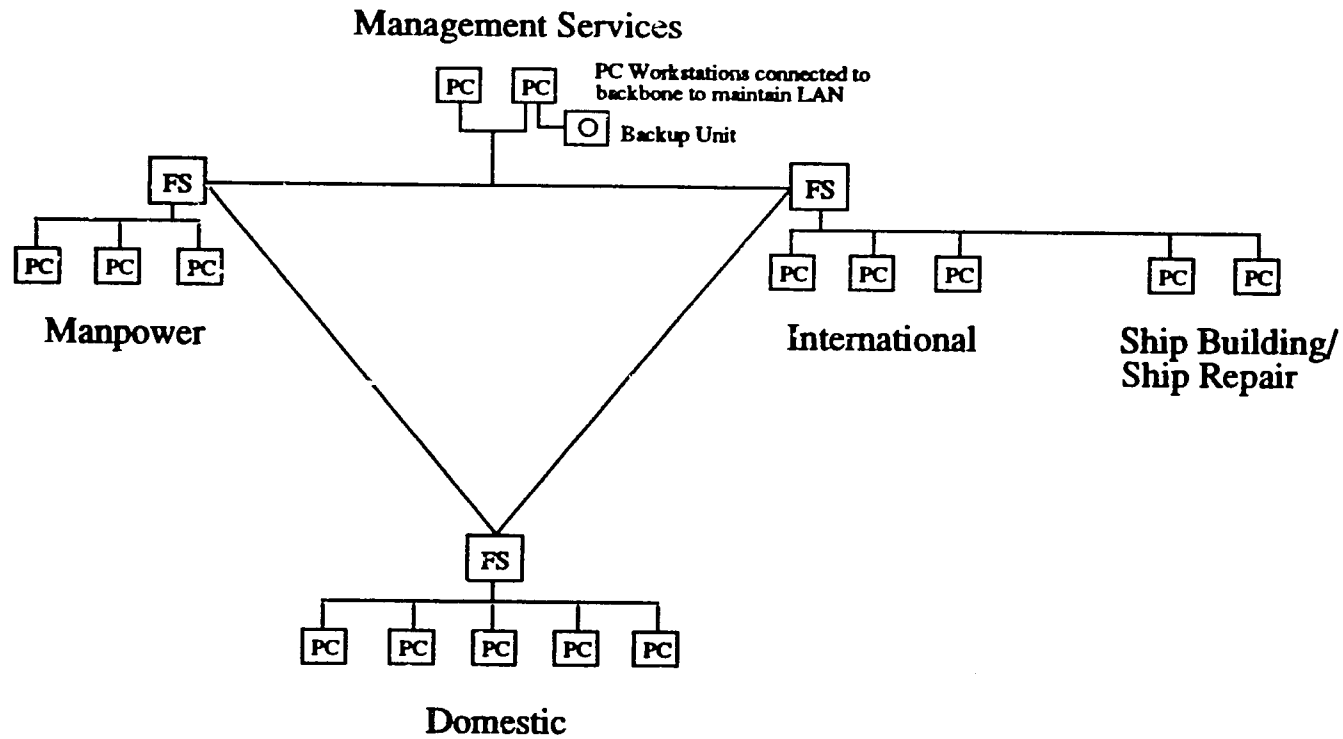 Management Services
PC PC
PC Workstations connected to
backbone to maintain LAN
Backup Unit
FS FS
PC PC PC PC PC PC PC PC
Manpower
International
Ship Building/
Ship Repair
FS
PC PC PC PC PC
Domestic